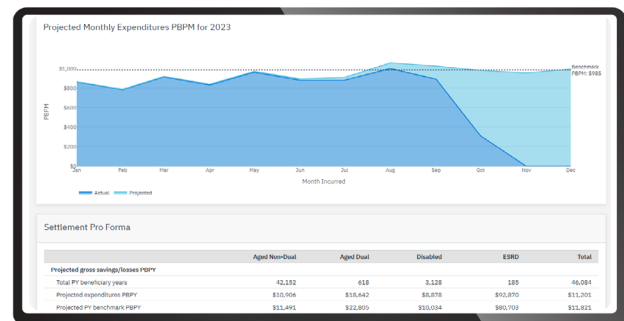 Projected Monthly Expenditures PBPM for 2023
$1,000
$800
$600
$400
$200
$0
PBPM
Benchmark
PBPM: $985
Jan Feb Mar Apr May Jun Jul Aug Sep Oct Nov Dec
Month Incurred
Actual Projected
Settlement Pro Forma
Aged Non-Dual Aged Dual Disabled ESRD Total
Projected gross savings/losses PBPY
Total PY beneficiary years 42,152 618 3,128 185 46,084
Projected expenditures PBPY $10,906 $18,642 $8,878 $92,870 $11,201
Projected PY benchmark PBPY $11,491 $22,805 $10,034 $80,703 $11,821